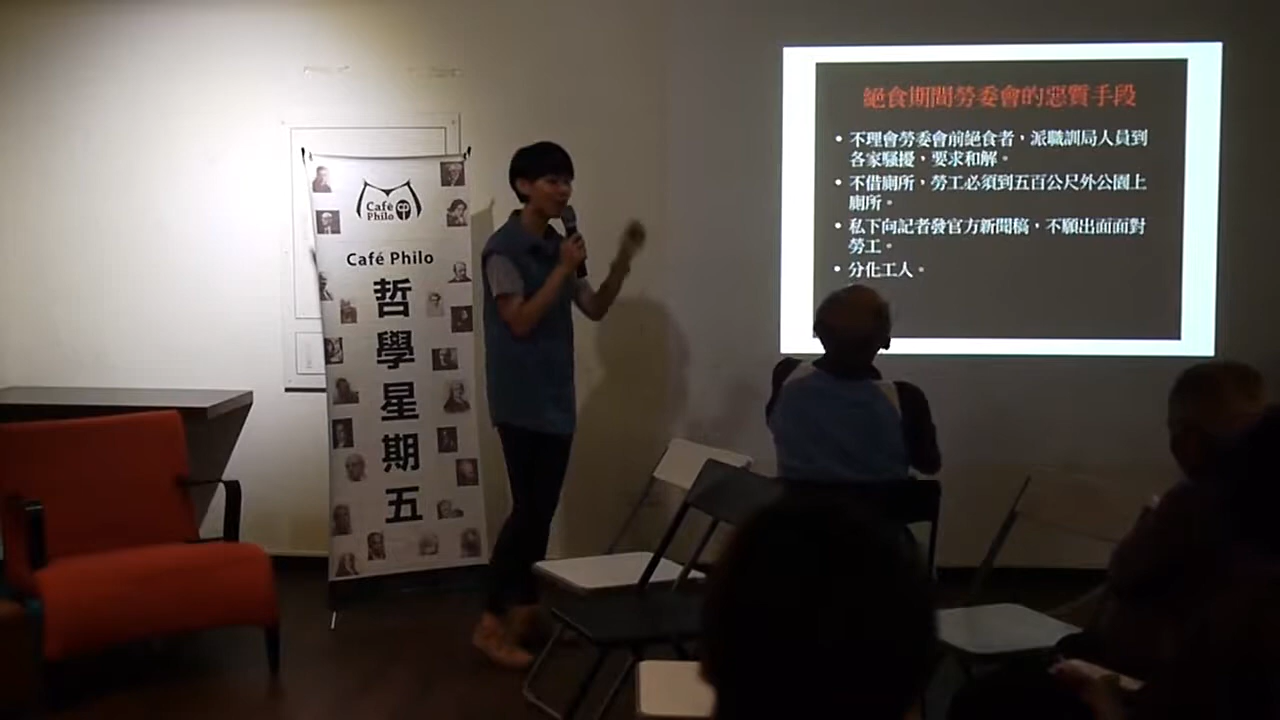 Café
Philo
CP
Café Philo
哲
學
星
期
五
絕食期間勞委會的惡質手段
• 不理會勞委會前絕食者，派職訓局人員到
各家騷擾，要求和解。
• 不借廁所，勞工必須到五百公尺外公園上
廁所。
• 私下向記者發官方新聞稿，不願出面面對
勞工。
• 分化工人。